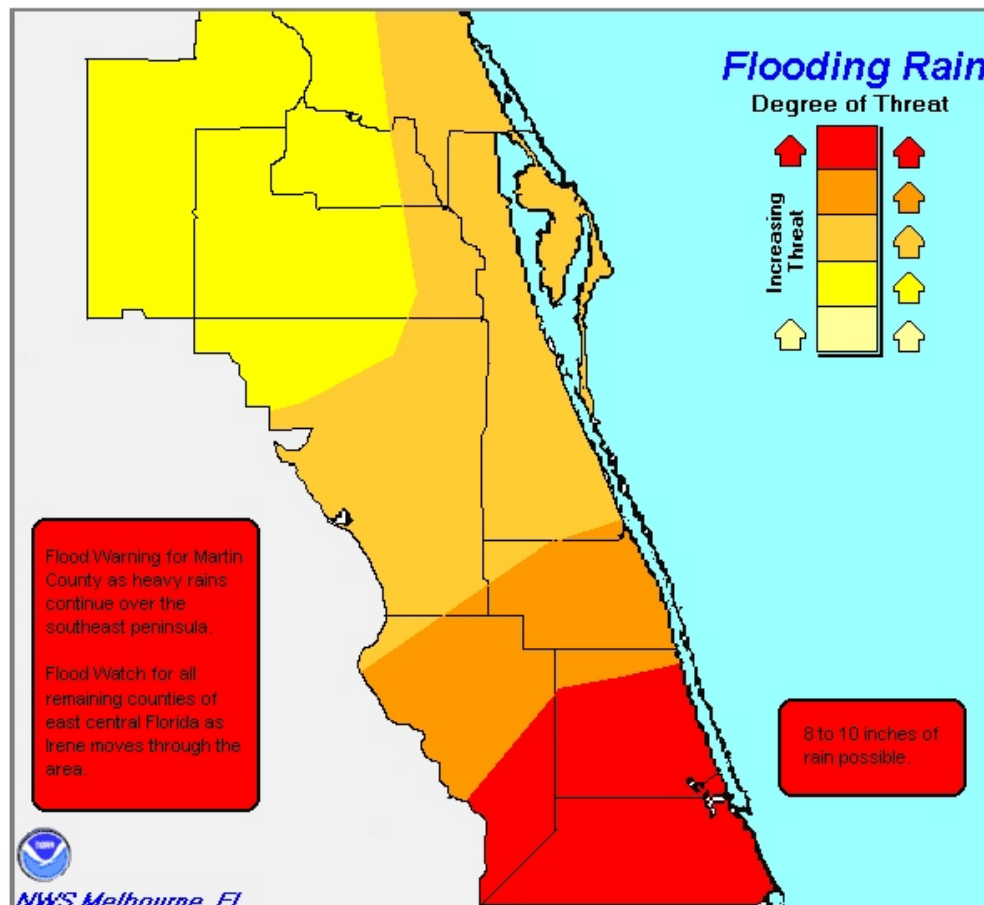 Flooding Rain
Degree of Threat
Increasing
Threat
Flood Warning for Martin
County as heavy rains
continue over the
southeast peninsula.
Flood Watch for all
remaining counties of
east central Florida as
Irene moves through the
area.
8 to 10 inches of
rain possible.
NWS Melbourne, FL